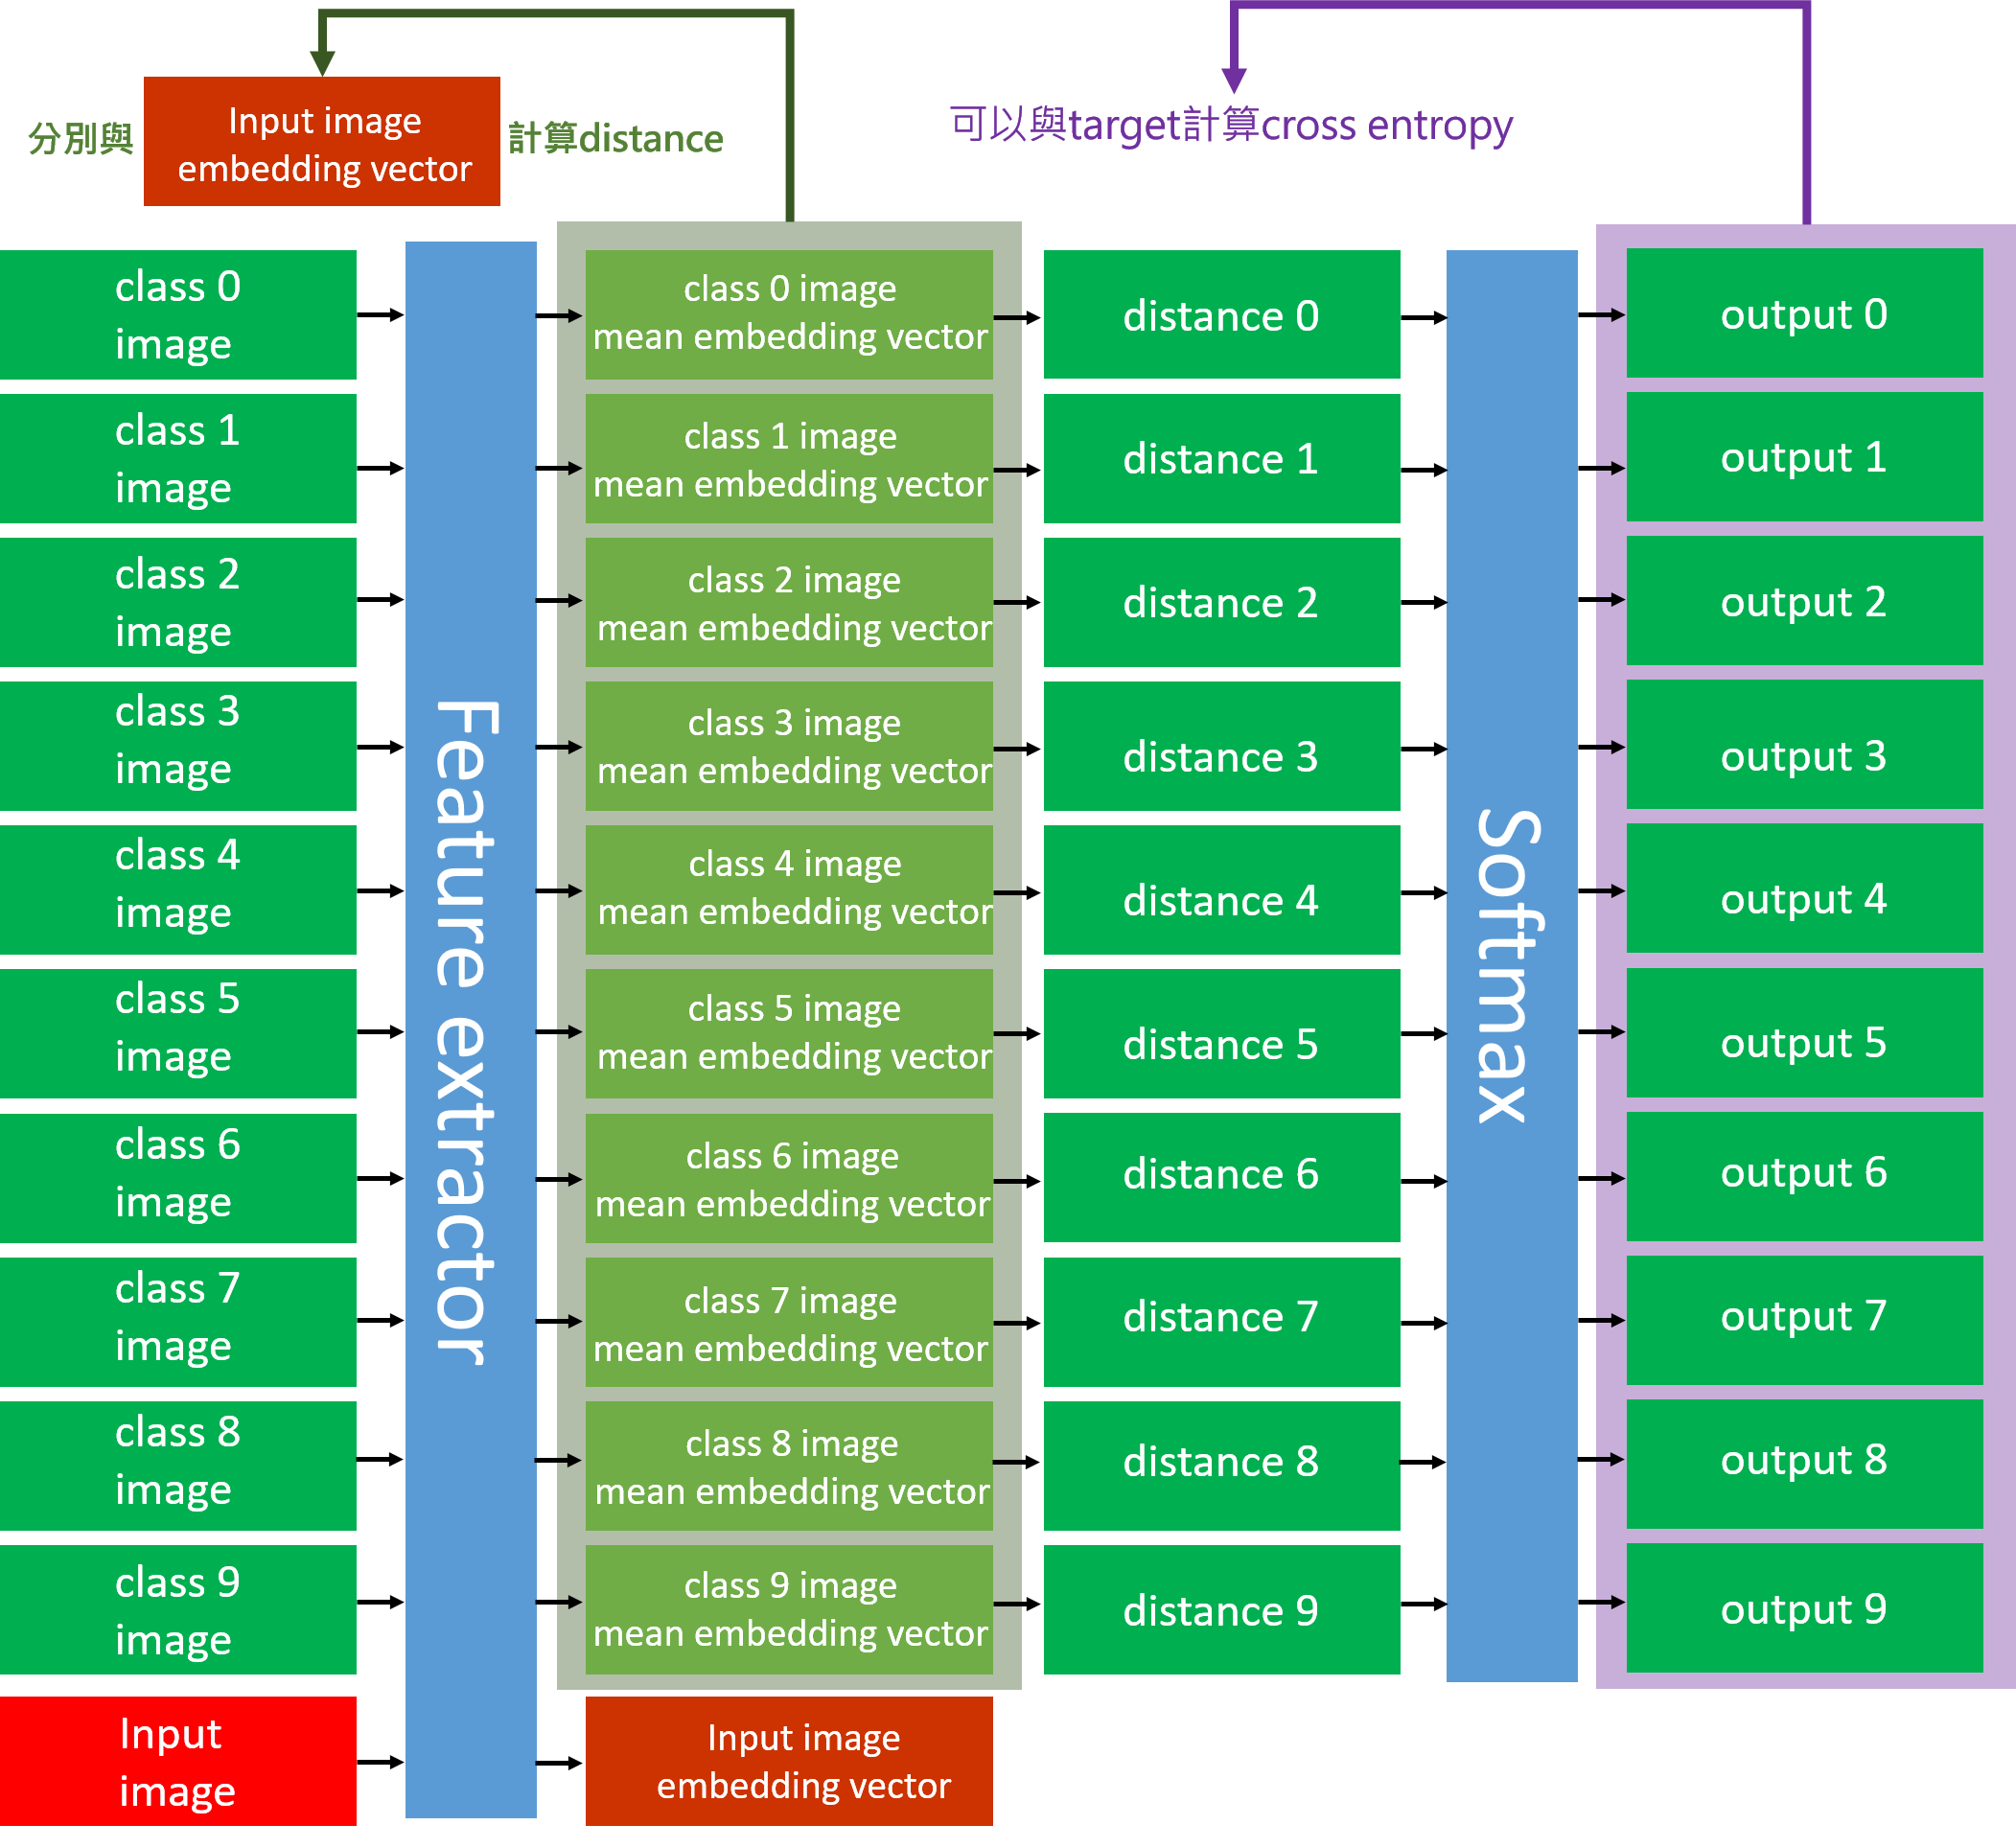 分別與
Input image
embedding vector
計算distance
可以與target計算cross entropy
class 0
image
class 1
image
class 2
image
class 3
image
class 4
image
class 5
image
class 6
image
class 7
image
class 8
image
class 9
image
Input
image
Feature extractor
class 0 image
mean embedding vector
class 1 image
mean embedding vector
class 2 image
mean embedding vector
class 3 image
mean embedding vector
class 4 image
mean embedding vector
class 5 image
mean embedding vector
class 6 image
mean embedding vector
class 7 image
mean embedding vector
class 8 image
mean embedding vector
class 9 image
mean embedding vector
Input image
embedding vector
distance 0
distance 1
distance 2
distance 3
distance 4
distance 5
distance 6
distance 7
distance 8
distance 9
Softmax
output 0
output 1
output 2
output 3
output 4
output 5
output 6
output 7
output 8
output 9